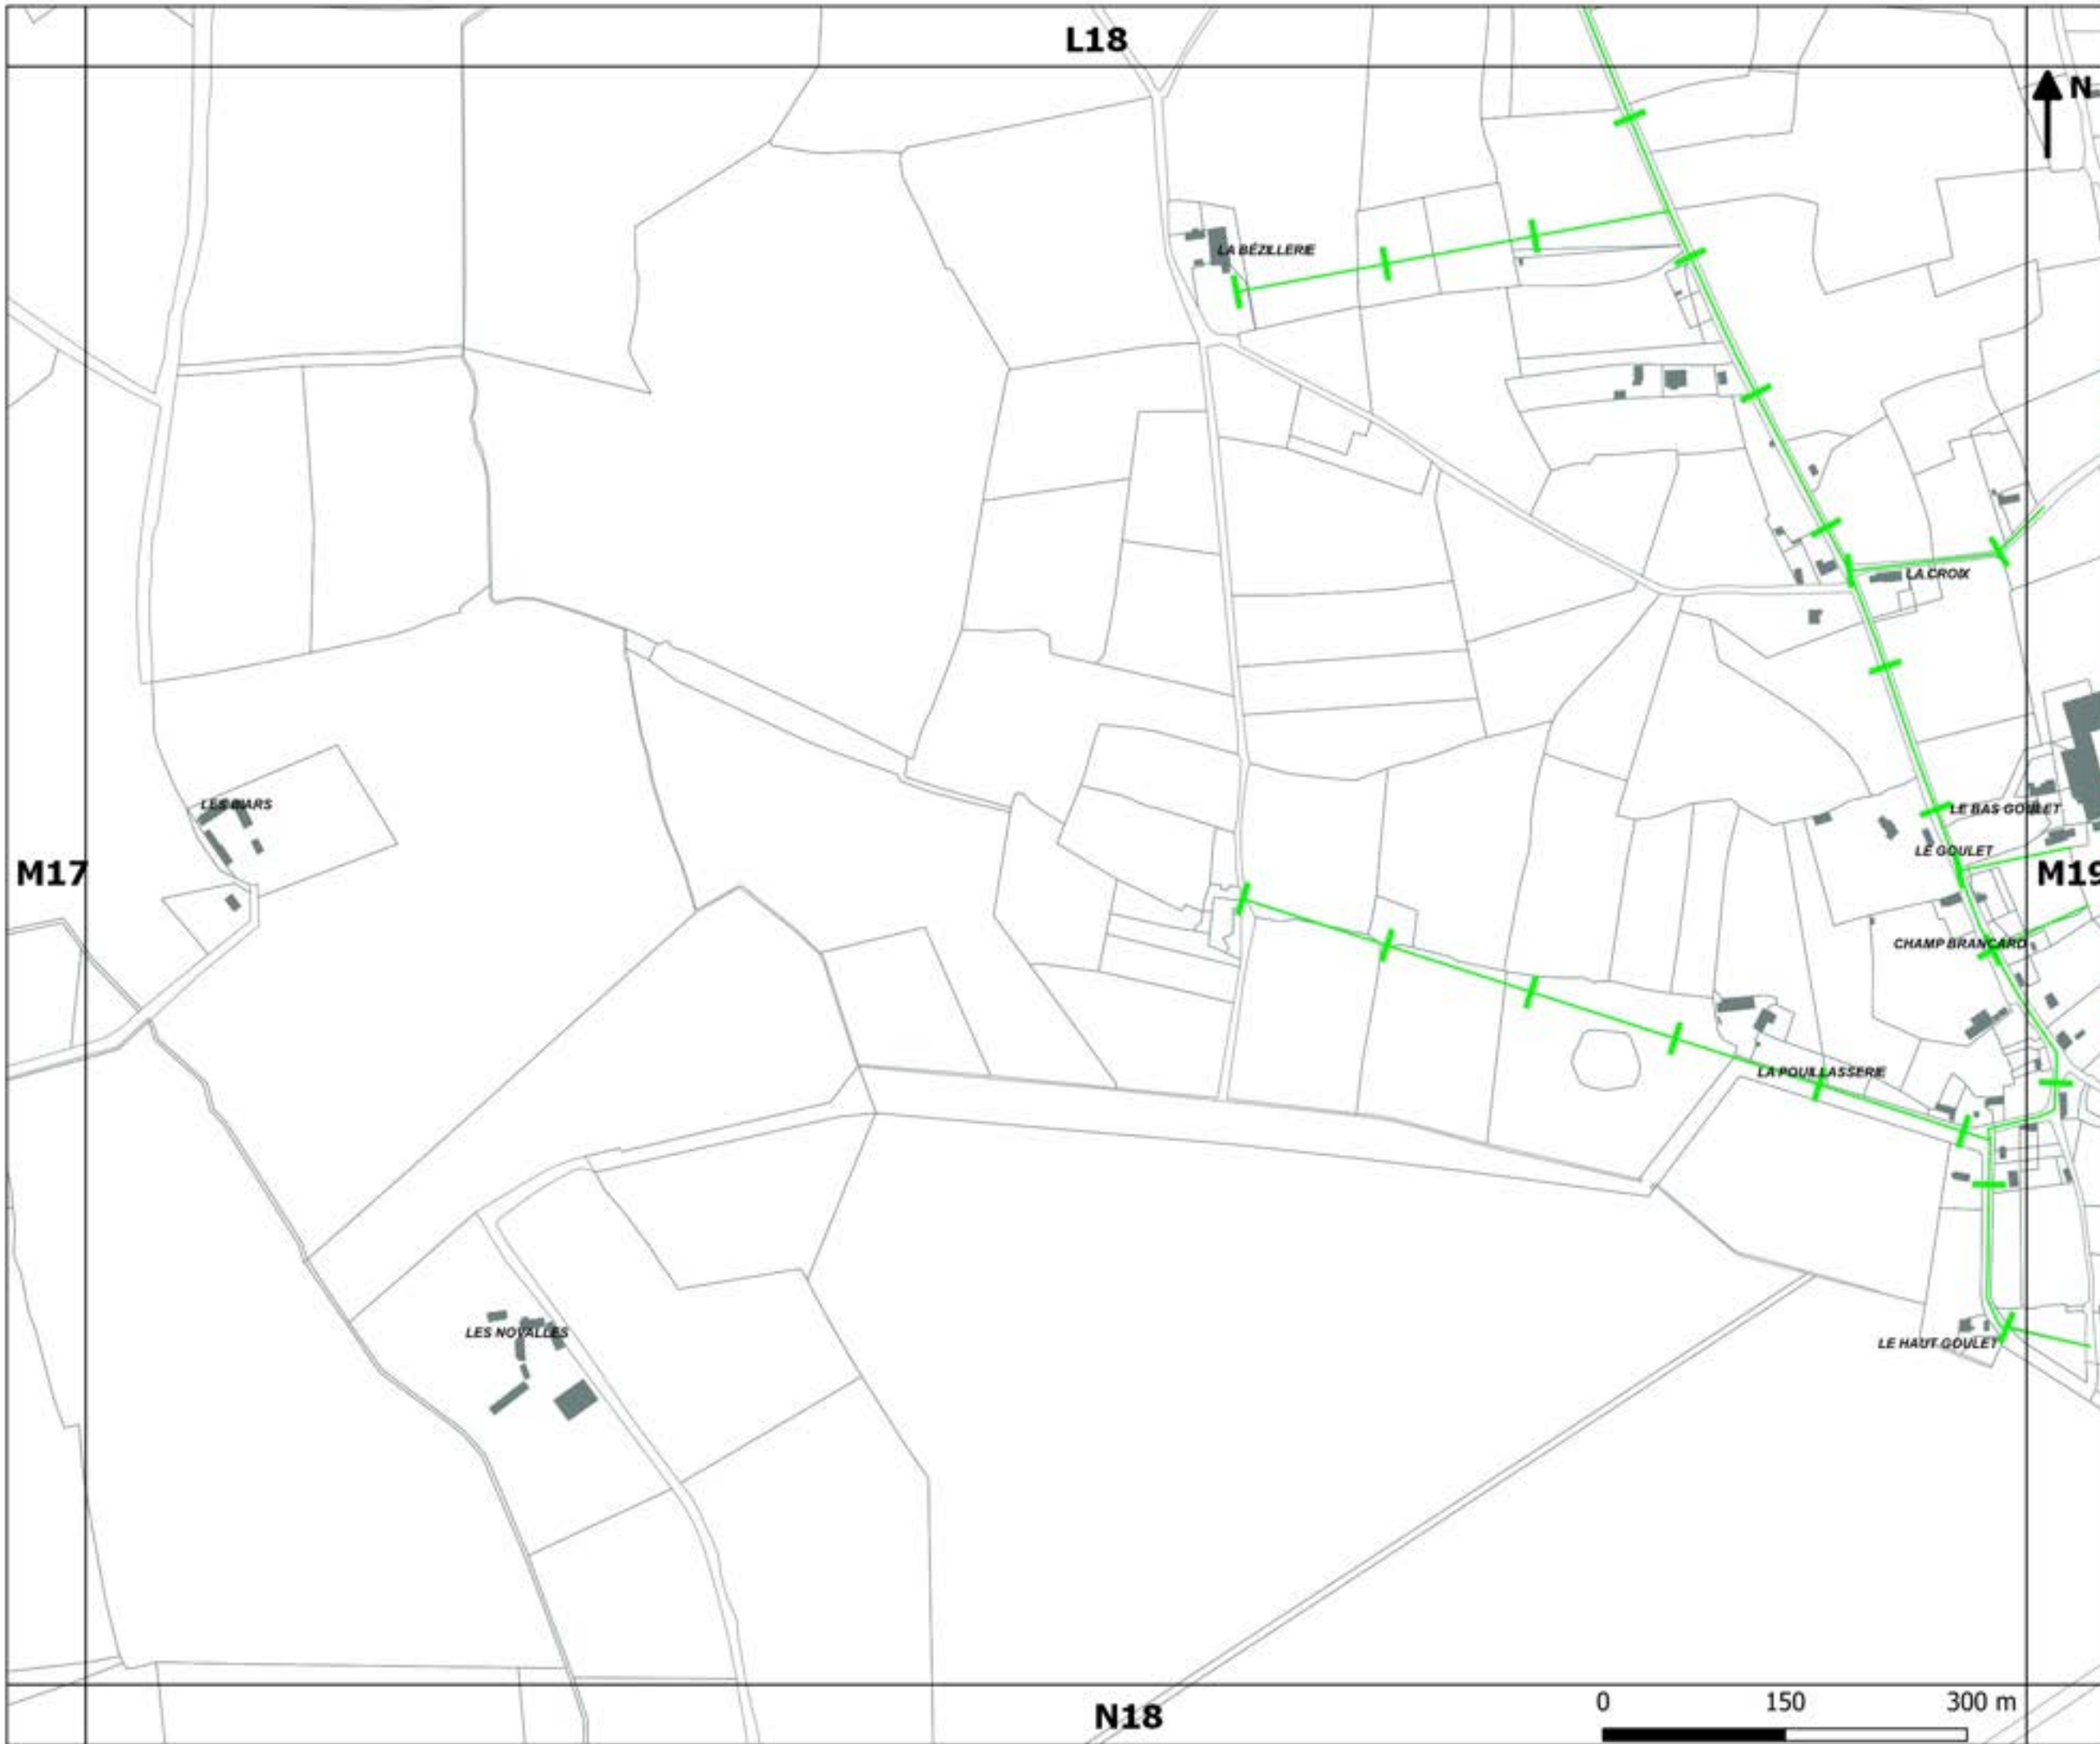 L18
N
LA BÉZILLERIE
LA CROIX
LES BIARS
LE BAS GOULET
LE GOULET
M17
M19
CHAMP BRANCARD
LA POUILLASSERIE
LES NOVALLES
LE HAUT GOULET
0 150 300 m
N18